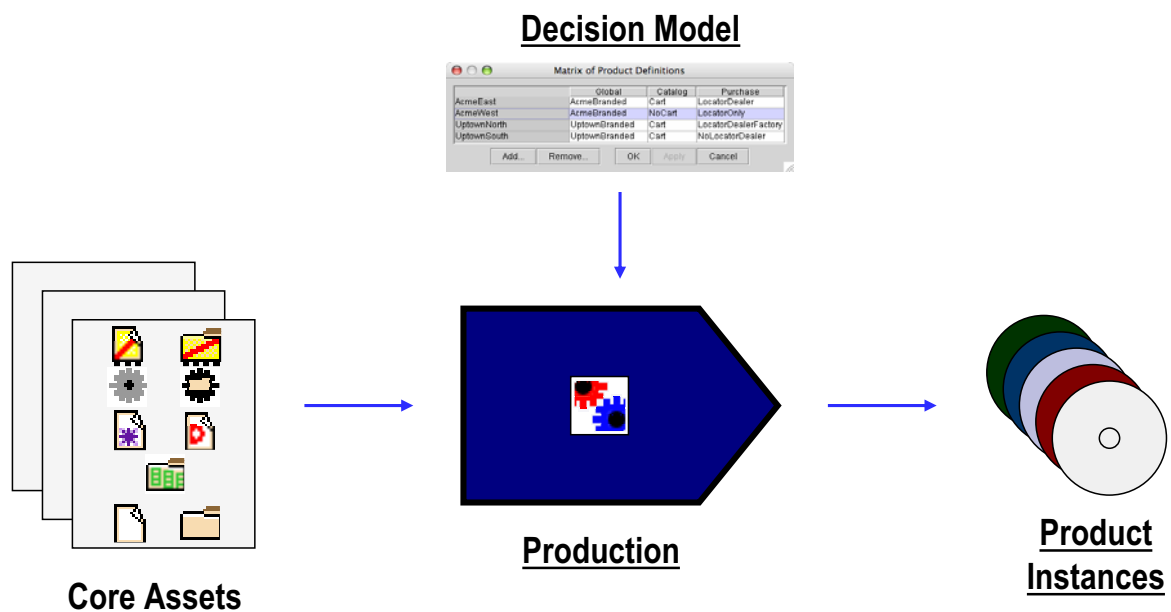 Decision Model
Matrix of Product Definitions
Global Catalog Purchase
AcmeEast AcmeBranded Cart LocatorDealer
AcmeWest AcmeBranded NoCart LocatorOnly
UptownNorth UptownBranded Cart LocatorDealerFactory
UptownSouth UptownBranded Cart NoLocatorDealer
Add... Remove... OK Apply Cancel
Production
Product
Instances
Core Assets